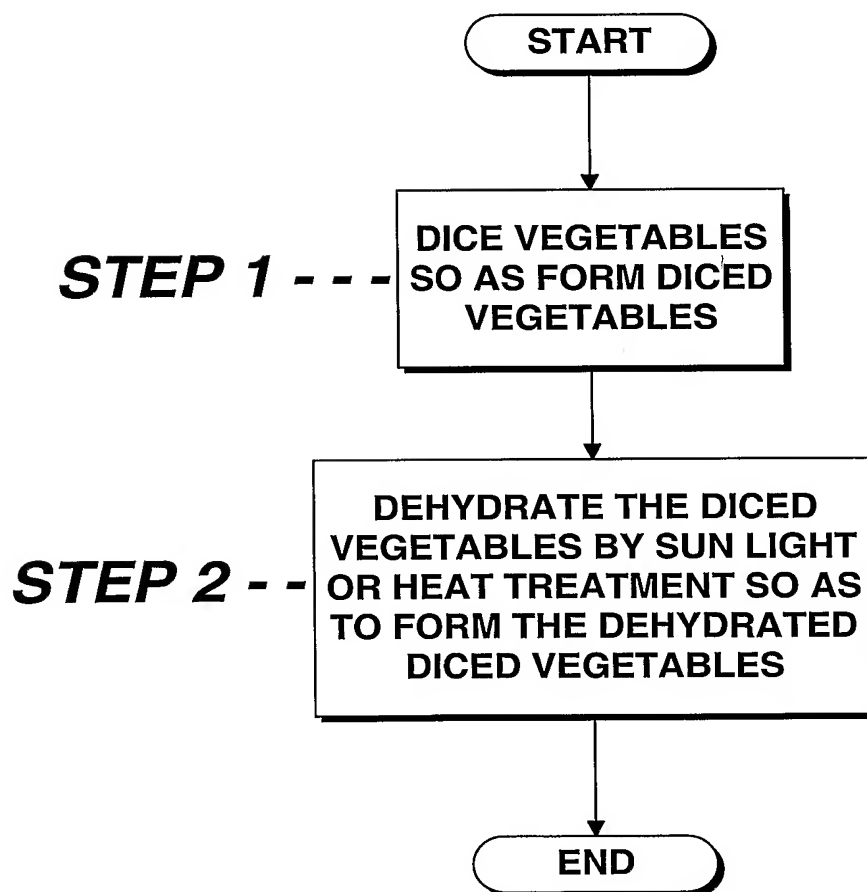 START
STEP 1 - - -
DICE VEGETABLES
SO AS FORM DICED
VEGETABLES
STEP 2 - -
DEHYDRATE THE DICED
VEGETABLES BY SUN LIGHT
OR HEAT TREATMENT SO AS
TO FORM THE DEHYDRATED
DICED VEGETABLES
END